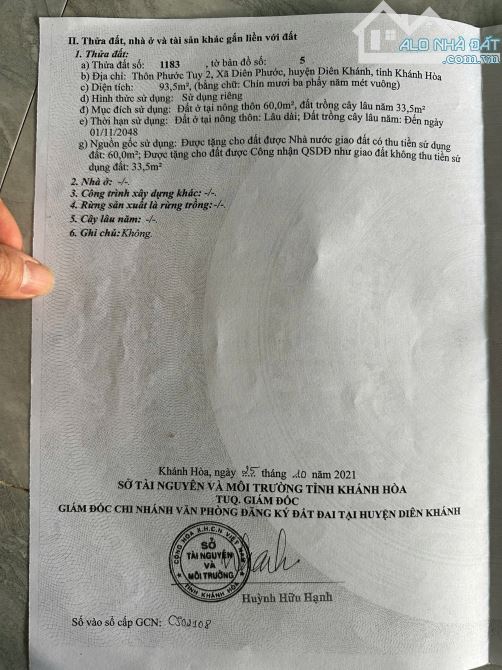 ALO NHÀ ĐẤT
II. Thửa đất, nhà ở và tài sản khác gắn liền với đất
1. Thửa đất:
a) Thửa đất số: 1183 , tờ bản đồ số: 5
b) Địa chỉ: Thôn Phước Tuy 2, Xã Diên Phước, huyện Diên Khánh, tỉnh Khánh Hòa
c) Diện tích: 93,5m², (bằng chữ: Chín mươi ba phẩy năm mét vuông)
d) Hình thức sử dụng: Sử dụng riêng
đ) Mục đích sử dụng: Đất ở tại nông thôn 60,0m², đất trồng cây lâu năm 33,5m²
e) Thời hạn sử dụng: Đất ở tại nông thôn: Lâu dài; Đất trồng cây lâu năm: Đến ngày
01/11/2048
g) Nguồn gốc sử dụng: Được tặng cho đất được Nhà nước giao đất có thu tiền sử dụng
đất: 60,0m²; Được tặng cho đất được Công nhận QSDĐ như giao đất không thu tiền sử
dụng đất: 33,5m²
2. Nhà ở: -/-.
3. Công trình xây dựng khác: -/-.
4. Rừng sản xuất là rừng trồng: -/-.
5. Cây lâu năm: -/-.
6. Ghi chú: Không.
Khánh Hòa, ngày 25 tháng 10 năm 2021
SỞ TÀI NGUYÊN VÀ MÔI TRƯỜNG TỈNH KHÁNH HÒA
TUQ. GIÁM ĐỐC
GIÁM ĐỐC CHI NHÁNH VĂN PHÒNG ĐĂNG KÝ ĐẤT ĐAI TẠI HUYỆN DIÊN KHÁNH
CỘNG HÒA X.H.C.N VIỆT NAM
SỞ
TÀI NGUYÊN
VÀ
MÔI TRƯỜNG
TỈNH KHÁNH HÒA
Huỳnh Hữu Hạnh
Số vào sổ cấp GCN: CS02108